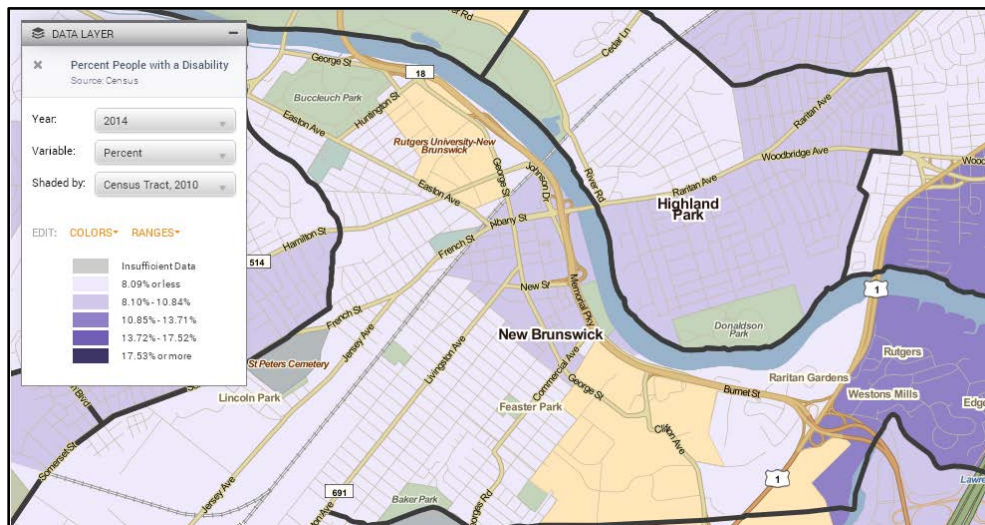 DATA LAYER
Percent People with a Disability
Source: Census
Year:
2014
Variable:
Percent
Shaded by:
Census Tract, 2010
EDIT: COLORS RANGES
Insufficient Data
8.09% or less
8.10% - 10.84%
10.85% - 13.71%
13.72% - 17.52%
17.53% or more
George St
18
Cedar Ln
Buccleuch Park
Huntington St
Easton Ave
Rutgers University-New
Brunswick
George St
Johnson Dr
River Rd
Raritan Ave
Woodbridge Ave
Easton Ave
Raritan Ave
Highland
Park
Albany St
Hamilton St
French St
514
New St
Memorial Pky
1
French St
Jersey Ave
Livingston Ave
New Brunswick
Donaldson
Park
St Peters Cemetery
Commercial Ave
Rutgers
Lincoln Park
George St
Burnet St
Raritan Gardens
Westons Mills
Feaster Park
Clifton Ave
Somerset St
Jersey Ave
691
Baker Park
1